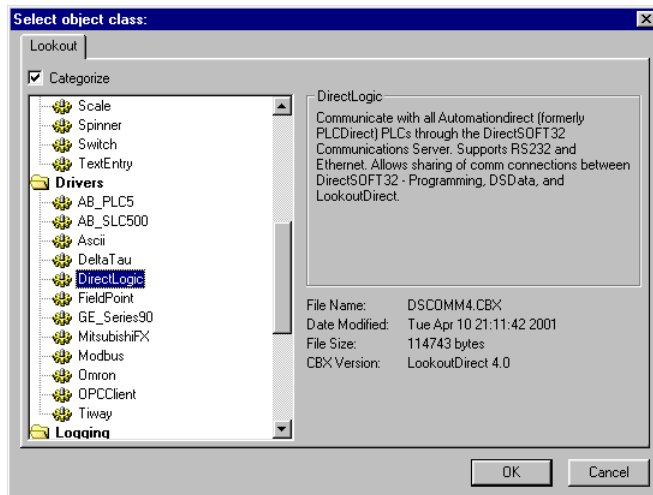 Select object class:
Lookout
Categorize
Scale
Spinner
Switch
TextEntry
Drivers
AB_PLC5
AB_SLC500
Ascii
DeltaTau
DirectLogic
FieldPoint
GE_Series90
MitsubishiFX
Modbus
Omron
OPCClient
Tiway
Logging
DirectLogic
Communicate with all Automationdirect (formerly
PLCDirect) PLCs through the DirectSOFT32
Communications Server. Supports RS232 and
Ethernet. Allows sharing of comm connections between
DirectSOFT32 - Programming, DSData, and
LookoutDirect.
File Name: DSCOMM4.CBX
Date Modified: Tue Apr 10 21:11:42 2001
File Size: 114743 bytes
CBX Version: LookoutDirect 4.0
OK
Cancel